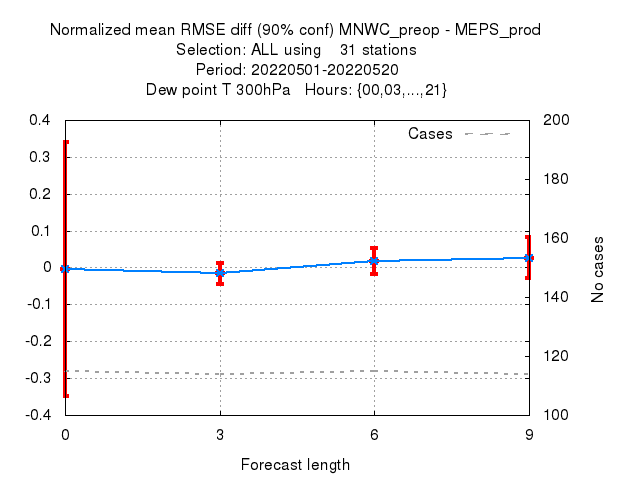 Normalized mean RMSE diff (90% conf) MNWC_preop - MEPS_prod
Selection: ALL using    31 stations
Period: 20220501-20220520
Dew point T 300hPa   Hours: {00,03,...,21}
Cases
0.4
0.3
0.2
0.1
0
-0.1
-0.2
-0.3
-0.4
200
180
160
140
120
100
No cases
0 3 6 9
Forecast length